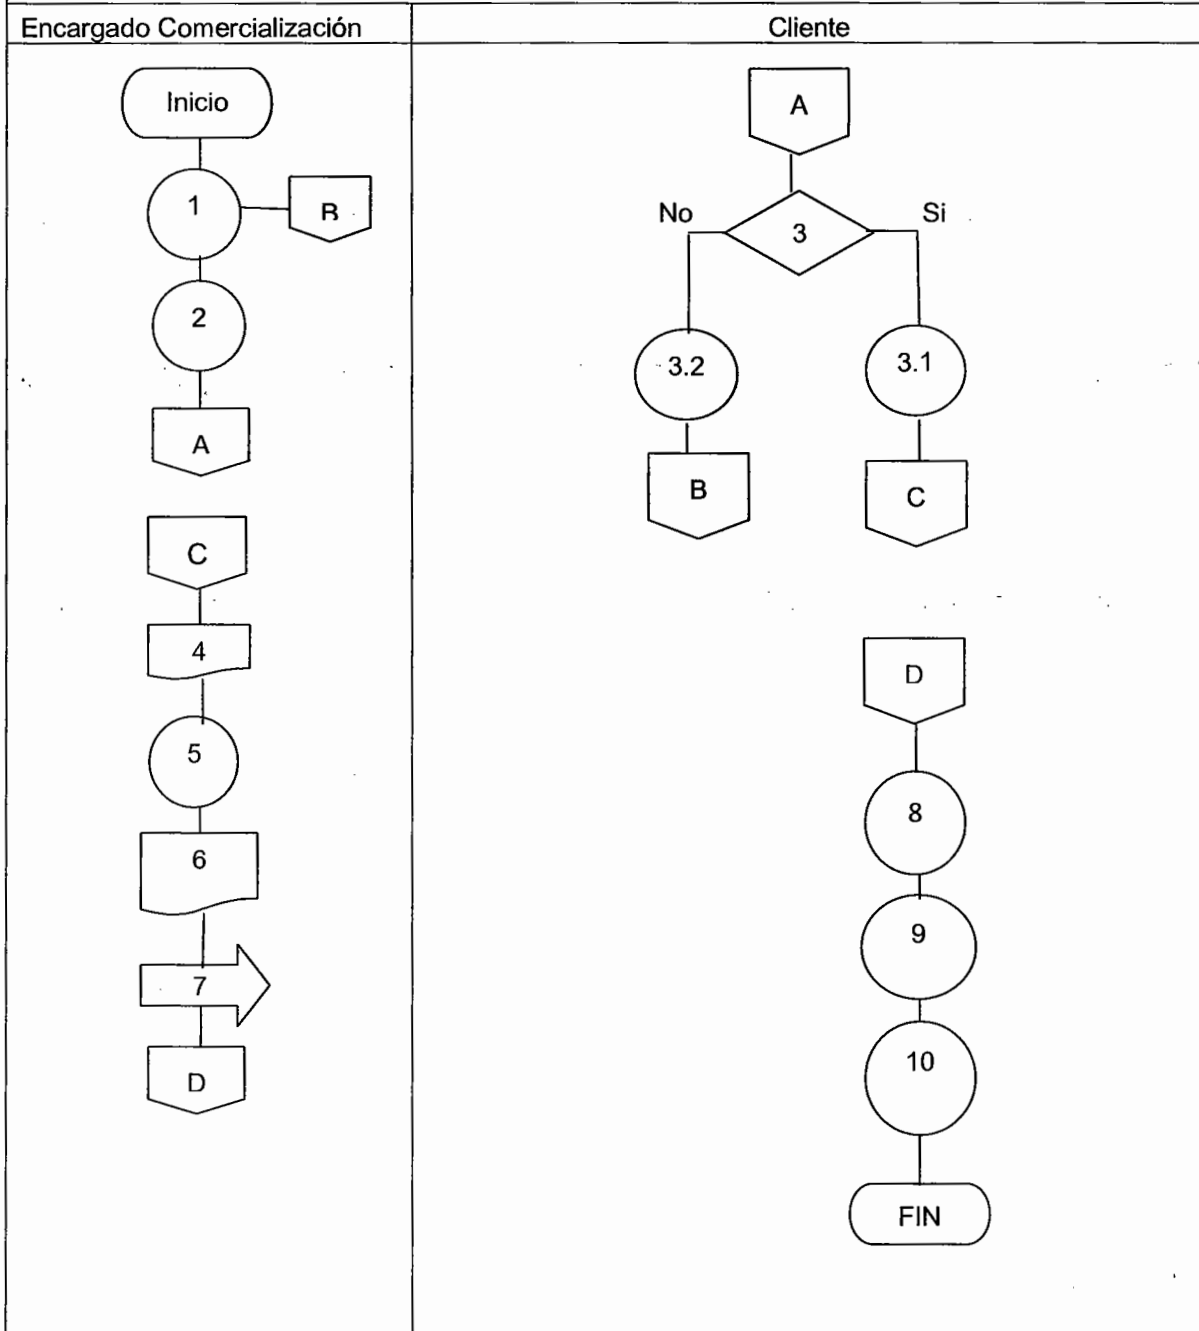 Encargado Comercialización
Cliente
Inicio
1
B
2
A
C
4
5
6
7
D
A
No
3
Si
3.2
3.1
B
C
D
8
9
10
FIN